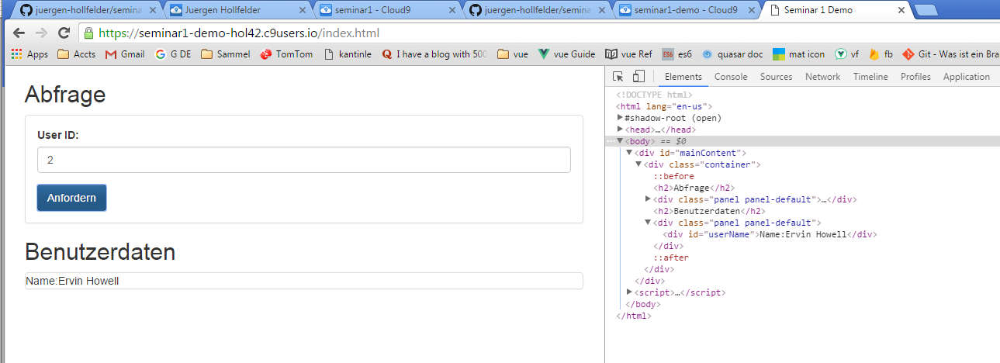 juergen-hollfelder/semina
Juergen Hollfelder
seminar1 - Cloud9
juergen-hollfelder/semina
seminar1-demo - Cloud9
Seminar 1 Demo
https://seminar1-demo-hol42.c9users.io/index.html
Apps Accts Gmail G DE Sammel TomTom kantinle I have a blog with 500 vue vue Guide vue Ref ES6 es6 quasar doc mat icon vf fb Git - Was ist ein Bra
Abfrage
User ID:
2
Anfordern
Benutzerdaten
Name:Ervin Howell
Elements Console Sources Network Timeline Profiles Application
<!DOCTYPE html>
<html lang="en-us">
#shadow-root (open)
<head>…</head>
<body> == $0
<div id="mainContent">
<div class="container">
::before
<h2>Abfrage</h2>
<div class="panel panel-default">…</div>
<h2>Benutzerdaten</h2>
<div class="panel panel-default">
<div id="userName">Name:Ervin Howell</div>
</div>
::after
</div>
</div>
<script>…</script>
</body>
</html>